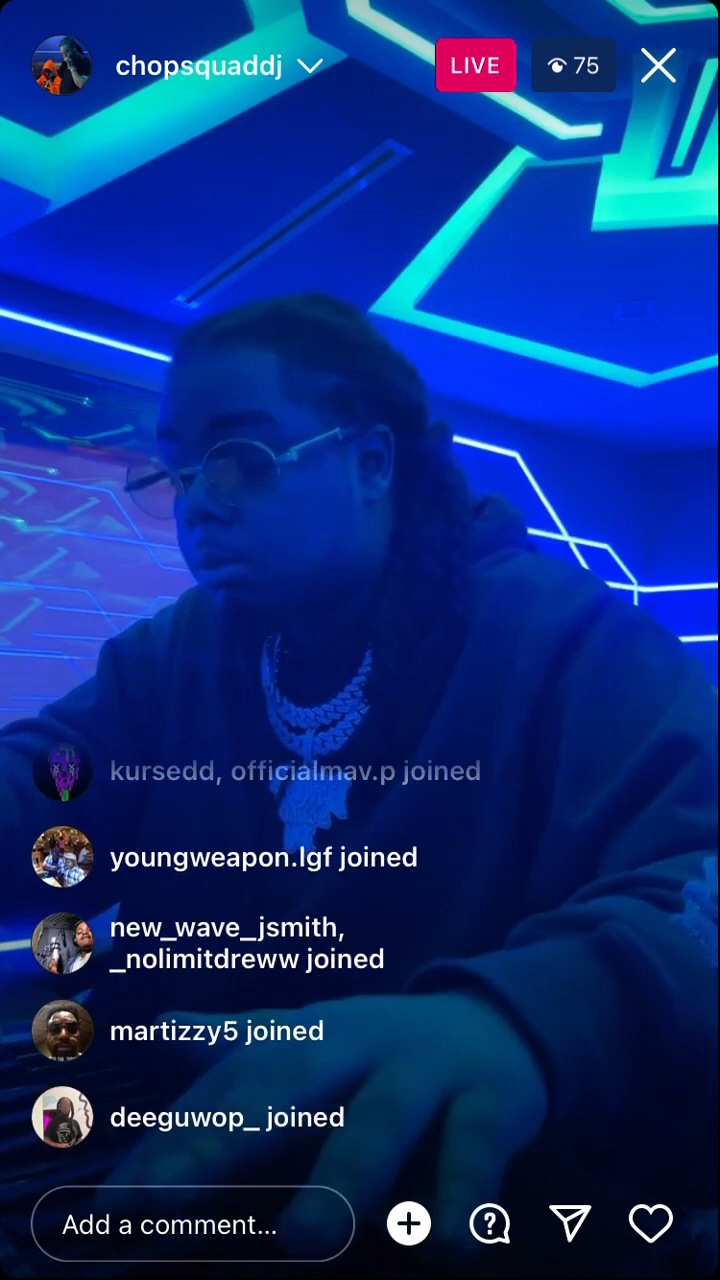 chopsquaddj
LIVE
75
kursedd, officialmav.p joined
youngweapon.lgf joined
new_wave_jsmith,
_nolimitdreww joined
martizzy5 joined
deeguwop_ joined
Add a comment...